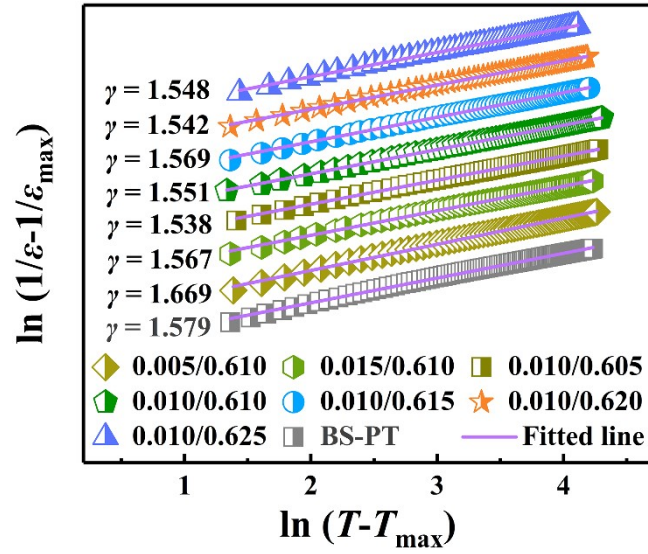 ln (1/ε-1/εmax)
γ = 1.548
γ = 1.542
γ = 1.569
γ = 1.551
γ = 1.538
γ = 1.567
γ = 1.669
γ = 1.579
0.005/0.610 0.015/0.610 0.010/0.605
0.010/0.610 0.010/0.615 0.010/0.620
0.010/0.625 BS-PT Fitted line
1 2 3 4
ln (T-Tmax)